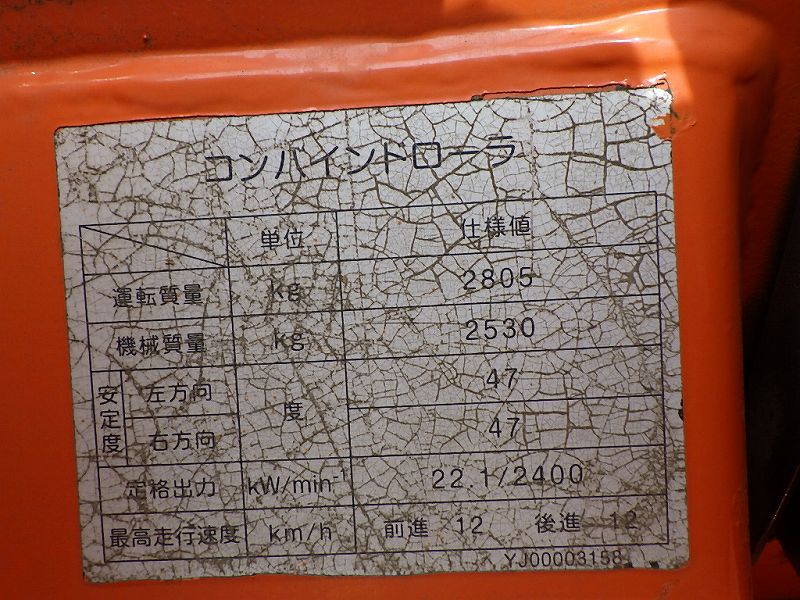 コンバインドローラ
単位 仕様値
運転質量 kg 2805
機械質量 kg 2530
安定度 左方向 度 47
右方向 47
定格出力 kW/min⁻¹ 22.1/2400
最高走行速度 km/h 前進 12 後進 12
YJ00003158